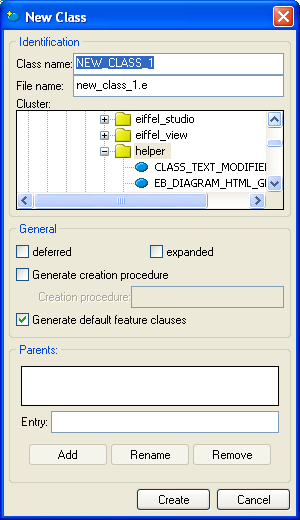 New Class
Identification
Class name: NEW_CLASS_1
File name: new_class_1.e
Cluster:
eiffel_studio
eiffel_view
helper
CLASS_TEXT_MODIFIE
EB_DIAGRAM_HTML_G
General
deferred expanded
Generate creation procedure
Creation procedure:
Generate default feature clauses
Parents:
Entry:
Add Rename Remove
Create Cancel